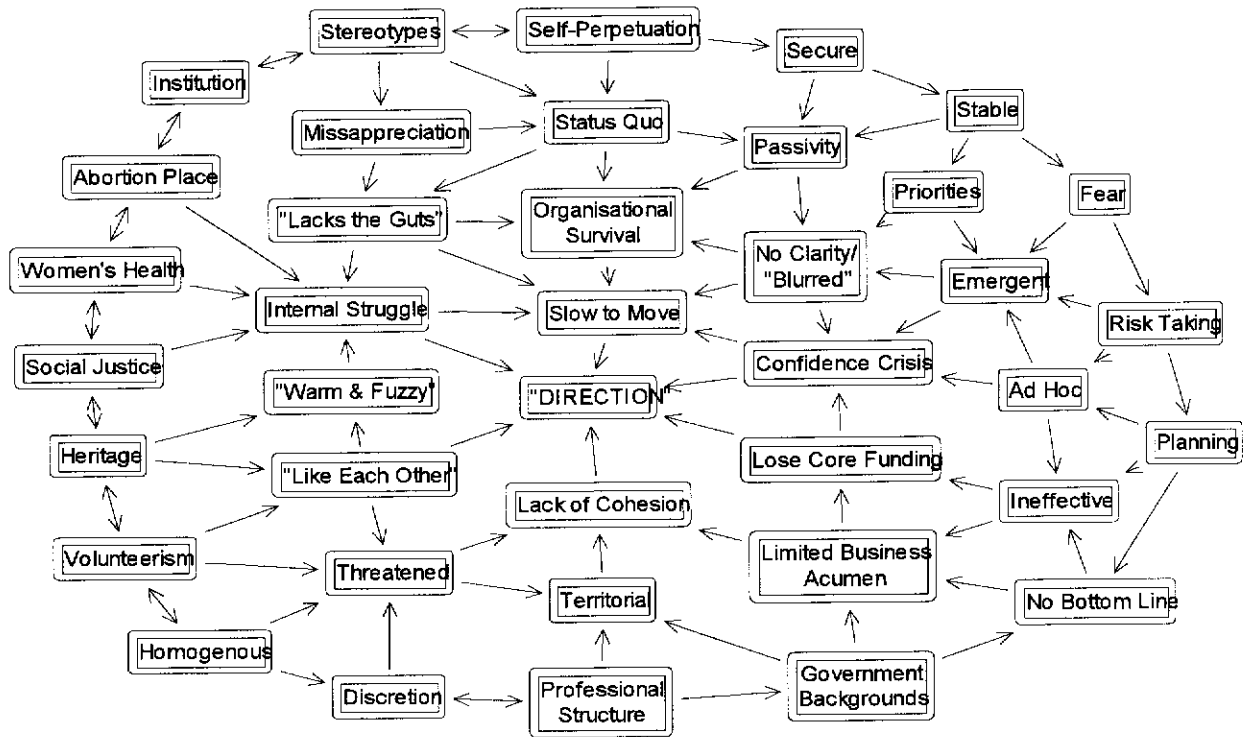 Stereotypes
Self-Perpetuation
Secure
Institution
Stable
Missappreciation
Status Quo
Passivity
Abortion Place
Priorities
Fear
"Lacks the Guts"
Organisational
Survival
No Clarity/
"Blurred"
Women's Health
Emergent
Internal Struggle
Slow to Move
Risk Taking
Social Justice
Confidence Crisis
"Warm & Fuzzy"
"DIRECTION"
Ad Hoc
Heritage
"Like Each Other"
Lose Core Funding
Planning
Lack of Cohesion
Ineffective
Volunteerism
Threatened
Limited Business
Acumen
Territorial
No Bottom Line
Homogenous
Discretion
Professional
Structure
Government
Backgrounds